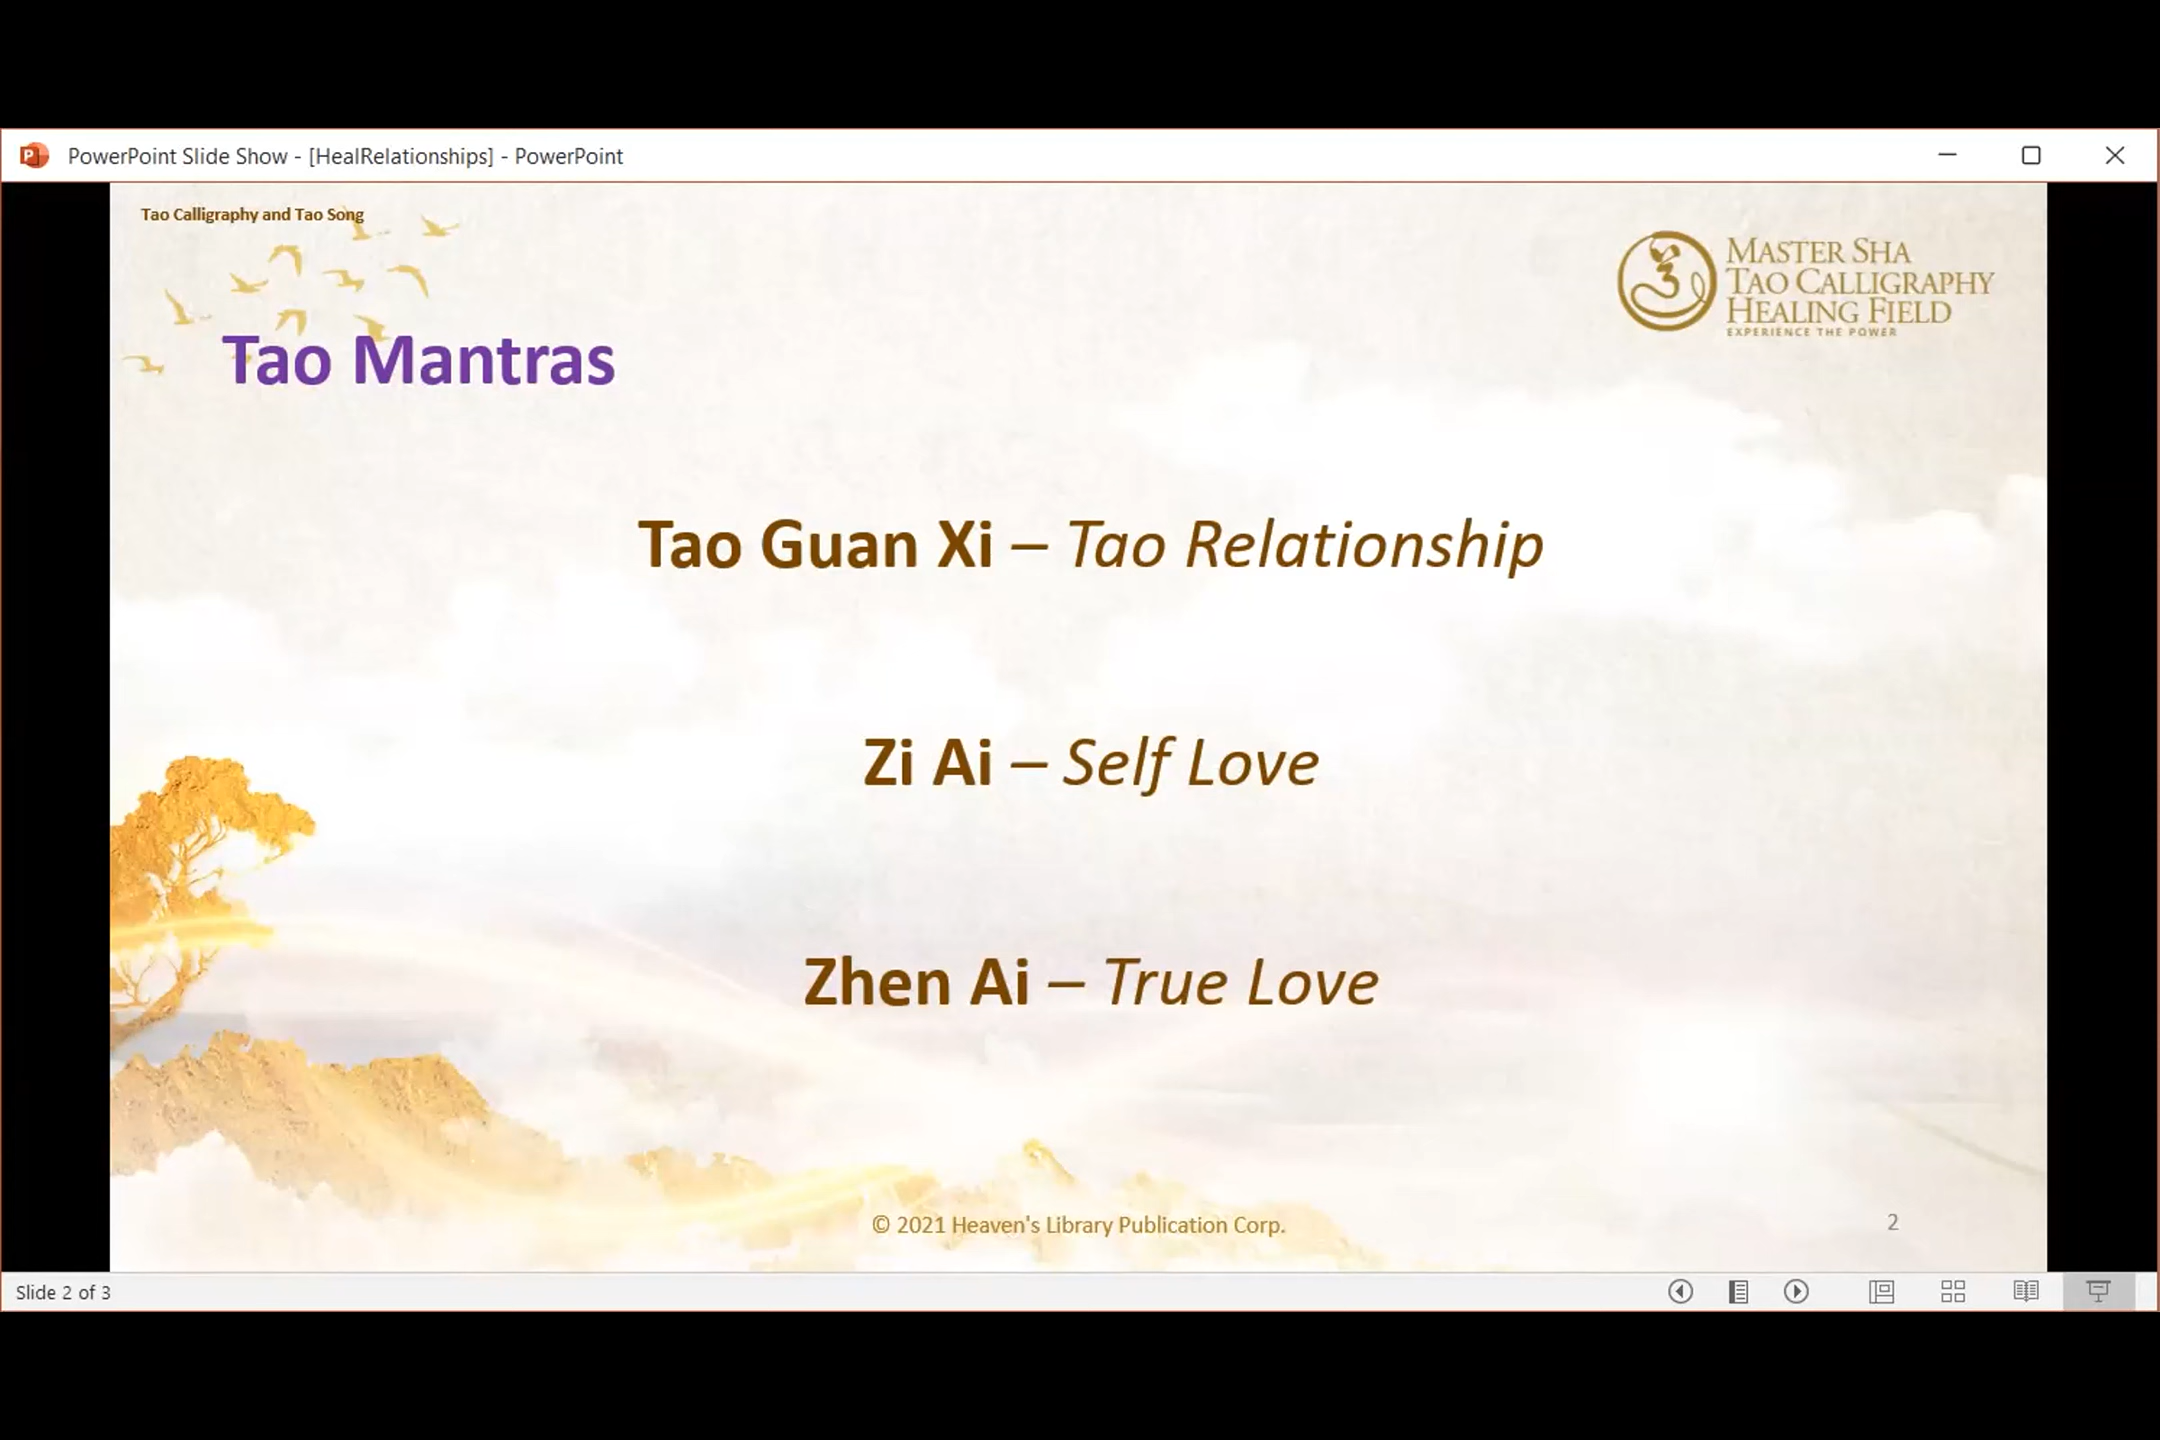 PowerPoint Slide Show - [HealRelationships] - PowerPoint
Tao Calligraphy and Tao Song
MASTER SHA
TAO CALLIGRAPHY
HEALING FIELD
EXPERIENCE THE POWER
Tao Mantras
Tao Guan Xi – Tao Relationship
Zi Ai – Self Love
Zhen Ai – True Love
© 2021 Heaven's Library Publication Corp.
2
Slide 2 of 3